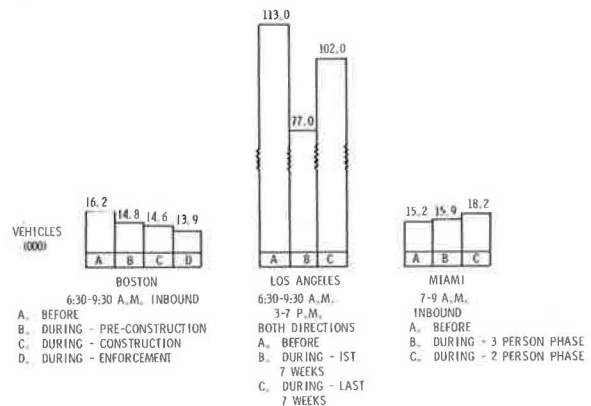 113.0
102.0
77.0
16.2
14.8
14.6
13.9
15.2
15.9
18.2
VEHICLES
(000)
A B C D
A B C
A B C
BOSTON
6:30-9:30 A.M. INBOUND
A. BEFORE
B. DURING - PRE-CONSTRUCTION
C. DURING - CONSTRUCTION
D. DURING - ENFORCEMENT
LOS ANGELES
6:30-9:30 A.M.
3-7 P.M.
BOTH DIRECTIONS
A. BEFORE
B. DURING - 1ST
7 WEEKS
C. DURING - LAST
7 WEEKS
MIAMI
7-9 A.M.
INBOUND
A. BEFORE
B. DURING - 3 PERSON PHASE
C. DURING - 2 PERSON PHASE